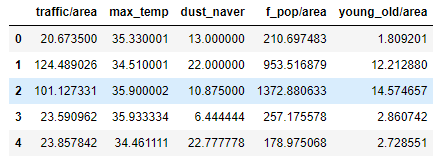 traffic/area max_temp dust_naver f_pop/area young_old/area
0 20.673500 35.330001 13.000000 210.697483 1.809201
1 124.489026 34.510001 22.000000 953.516879 12.212880
2 101.127331 35.900002 10.875000 1372.880633 14.574657
3 23.590962 35.933334 6.444444 257.175578 2.860742
4 23.857842 34.461111 22.777778 178.975068 2.728551